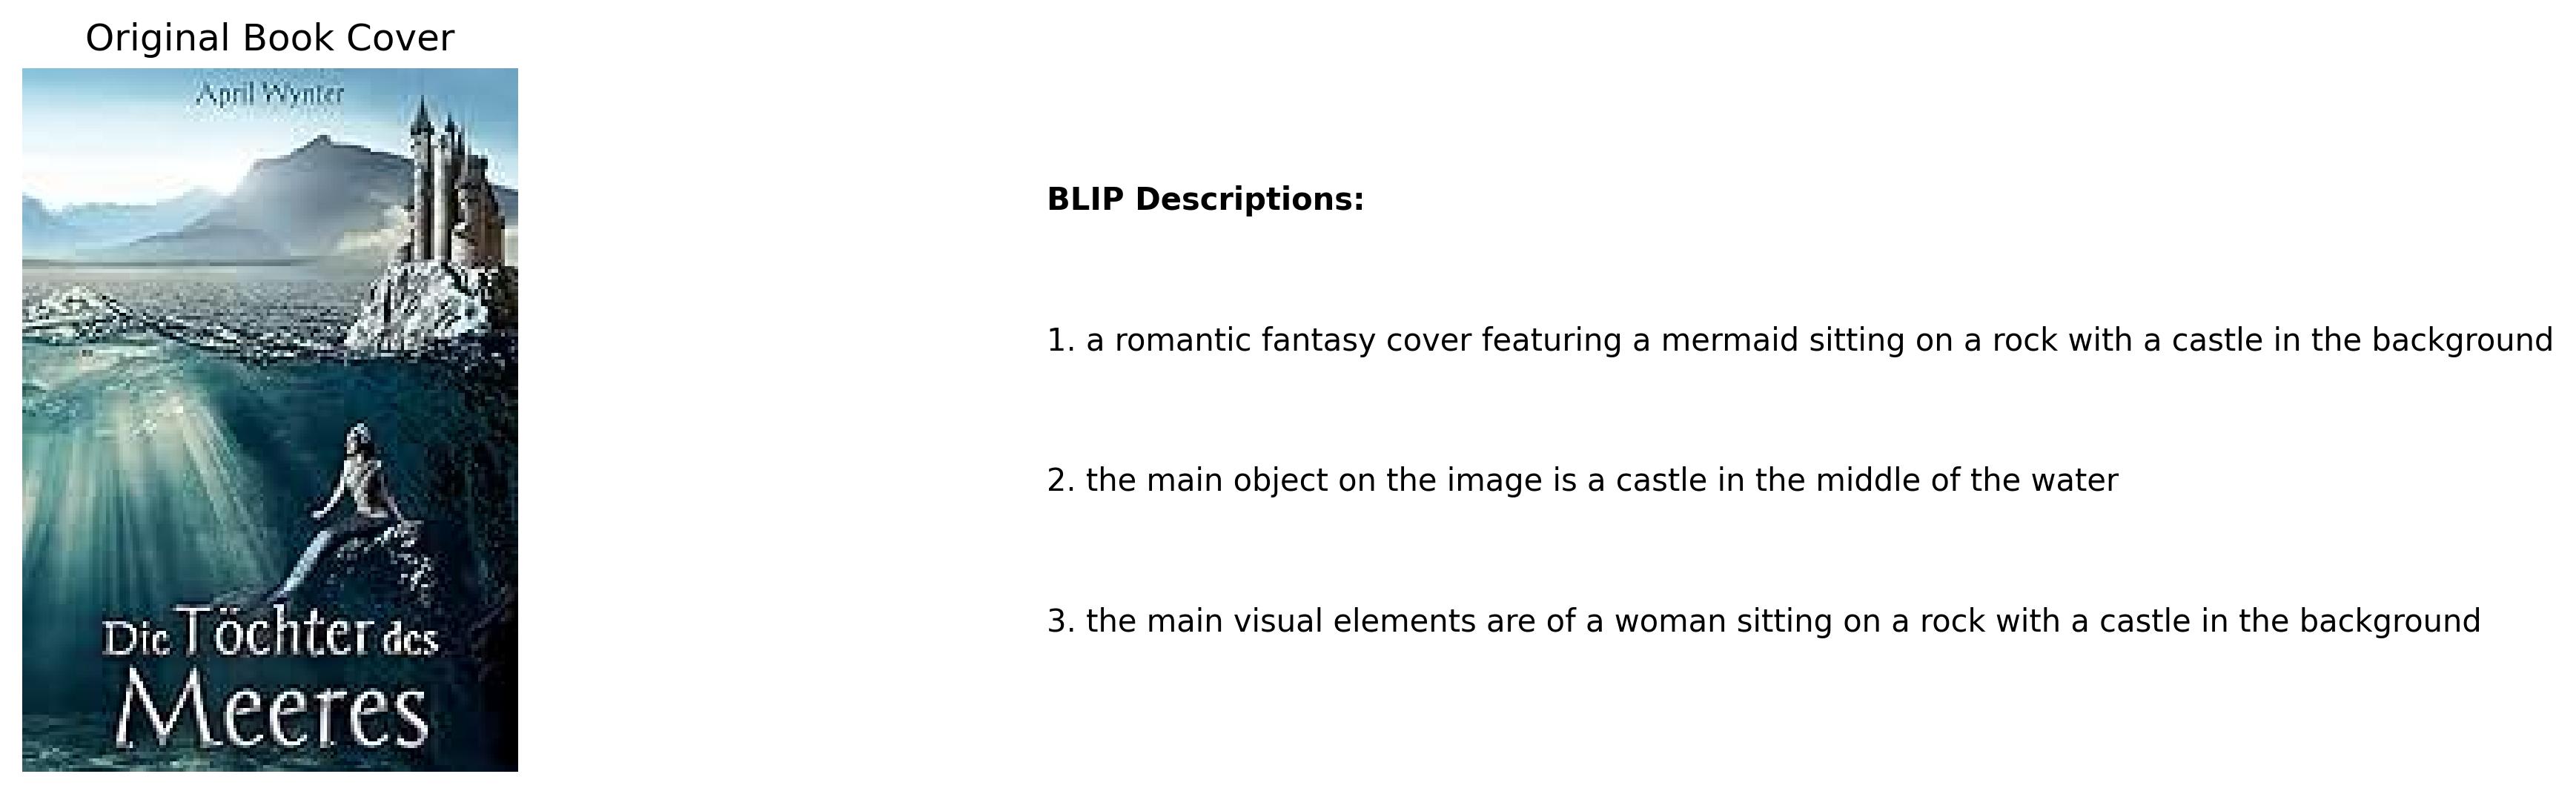 Original Book Cover
April Wynter
Die Töchter des
Meeres
BLIP Descriptions:
1. a romantic fantasy cover featuring a mermaid sitting on a rock with a castle in the background
2. the main object on the image is a castle in the middle of the water
3. the main visual elements are of a woman sitting on a rock with a castle in the background